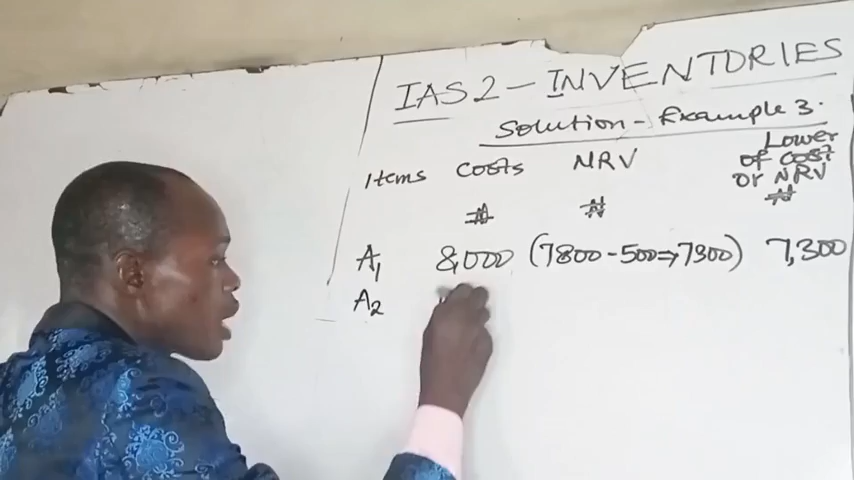 IAS 2 - INVENTORIES
Solution - Example 3.
Items Costs NRV Lower of Cost or NRV
₦ ₦ ₦
A1 8,000 (7800 - 500 ⇒ 7300) 7,300
A2